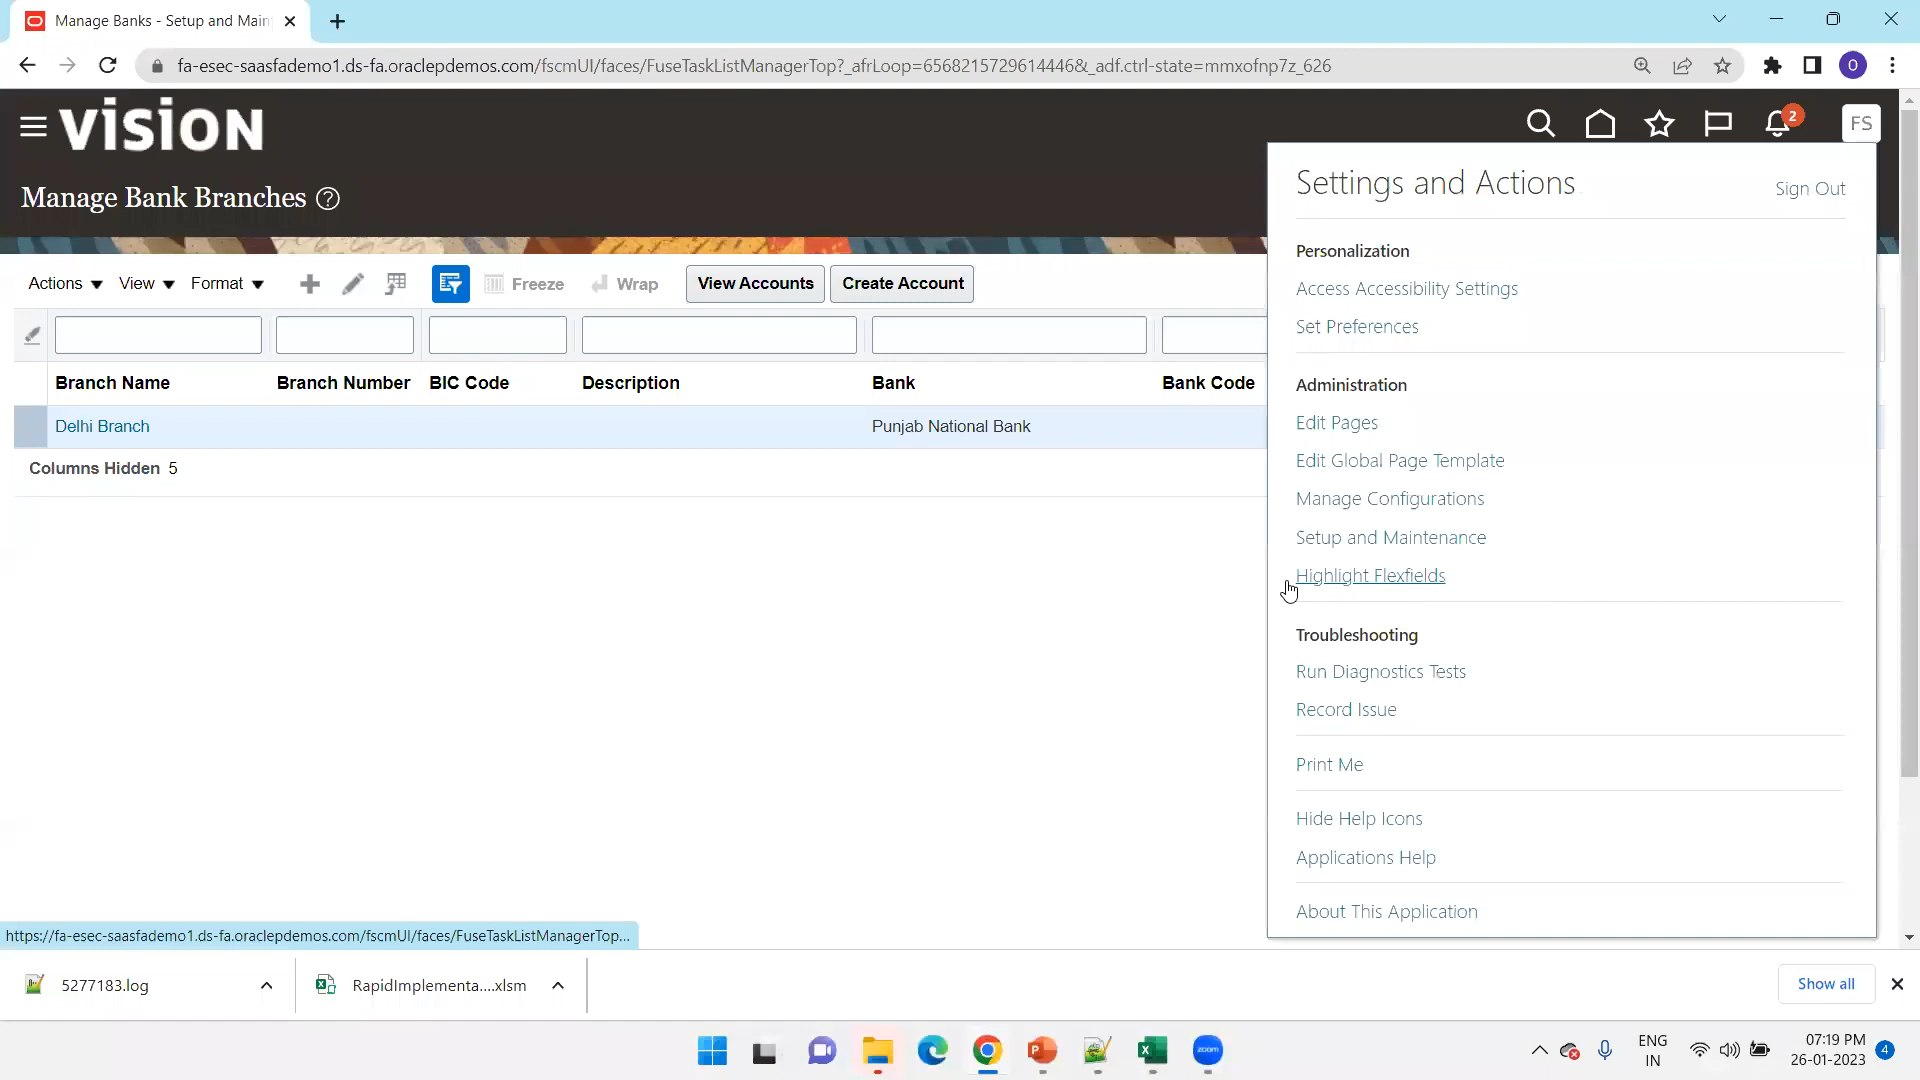 Manage Banks - Setup and Main
fa-esec-saasfademo1.ds-fa.oraclepdemos.com/fscmUI/faces/FuseTaskListManagerTop?_afrLoop=6568215729614446&_adf.ctrl-state=mmxofnp7z_626
O
VISION
2
FS
Manage Bank Branches ?
Settings and Actions
Sign Out
Personalization
Access Accessibility Settings
Set Preferences
Administration
Edit Pages
Edit Global Page Template
Manage Configurations
Setup and Maintenance
Highlight Flexfields
Troubleshooting
Run Diagnostics Tests
Record Issue
Print Me
Hide Help Icons
Applications Help
About This Application
Actions View Format Freeze Wrap View Accounts Create Account
Branch Name Branch Number BIC Code Description Bank Bank Code
Delhi Branch Punjab National Bank
Columns Hidden 5
https://fa-esec-saasfademo1.ds-fa.oraclepdemos.com/fscmUI/faces/FuseTaskListManagerTop...
5277183.log
RapidImplementa....xlsm
Show all
zoom
ENG
IN
07:19 PM
26-01-2023
4